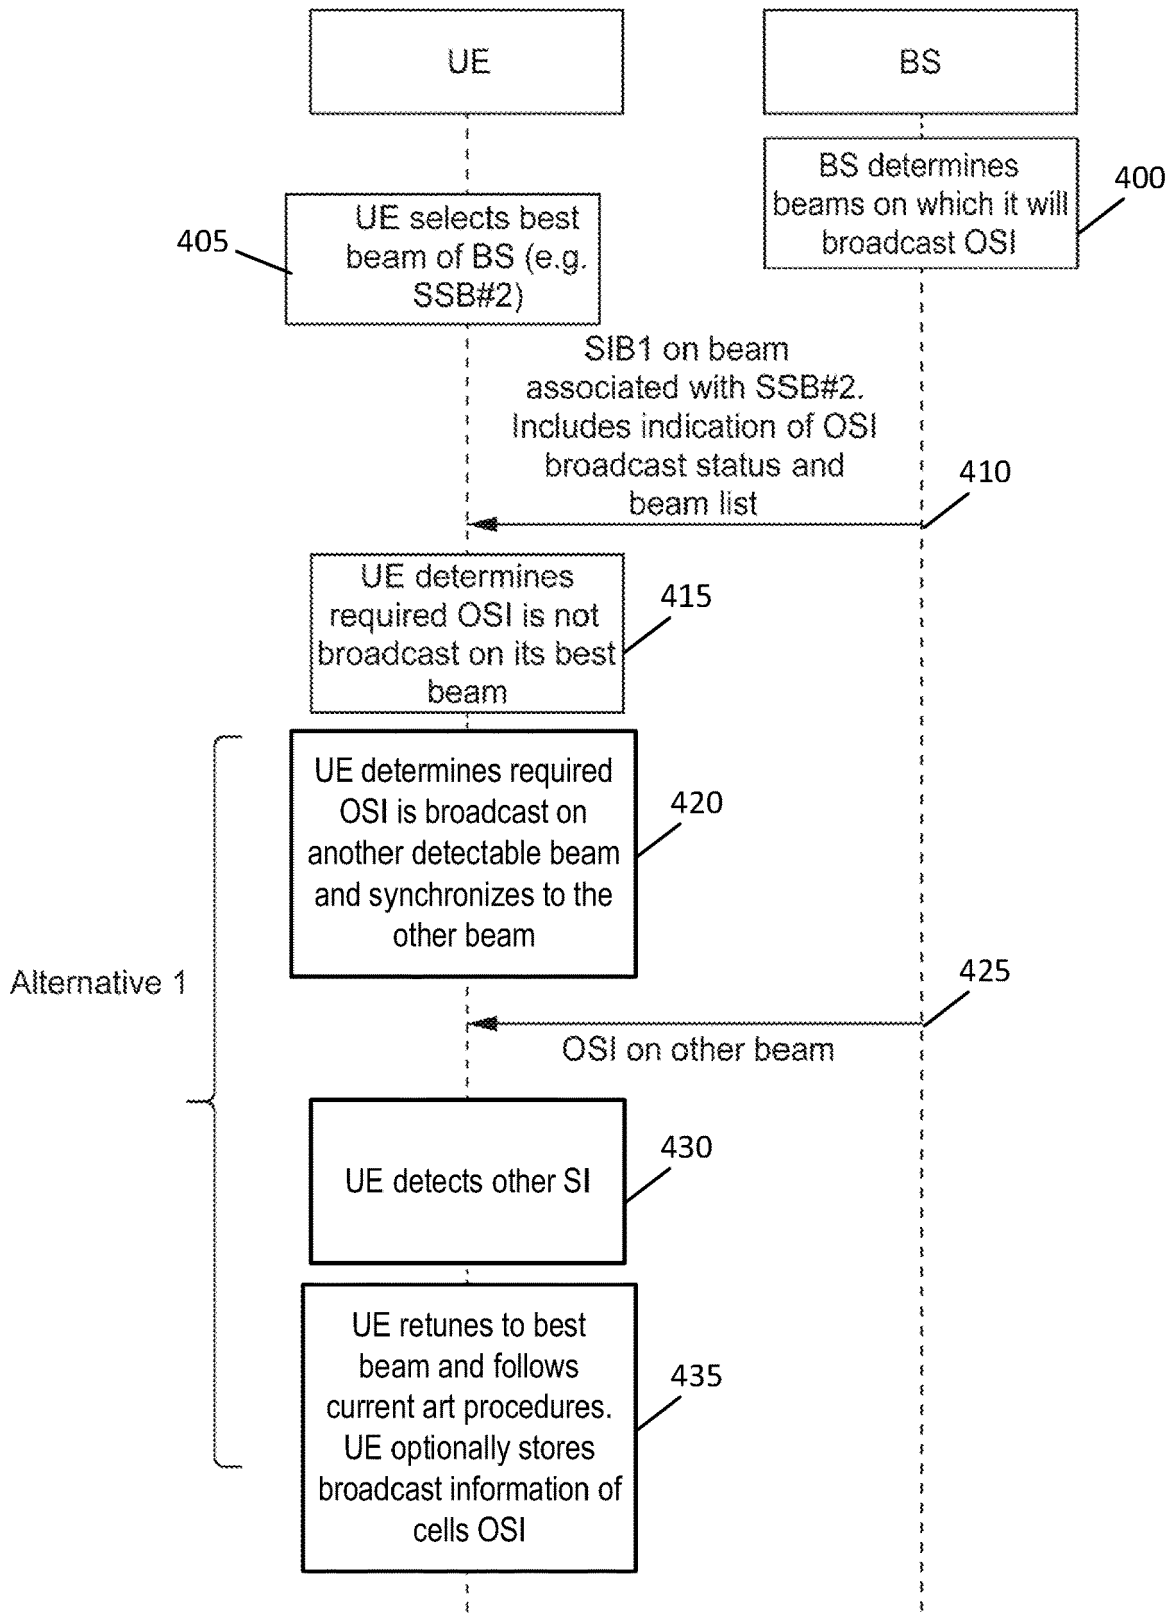 UE
BS
BS determines
beams on which it will
broadcast OSI
400
405
UE selects best
beam of BS (e.g.
SSB#2)
SIB1 on beam
associated with SSB#2.
Includes indication of OSI
broadcast status and
beam list
410
UE determines
required OSI is not
broadcast on its best
beam
415
UE determines required
OSI is broadcast on
another detectable beam
and synchronizes to the
other beam
420
Alternative 1
425
OSI on other beam
UE detects other SI
430
UE retunes to best
beam and follows
current art procedures.
UE optionally stores
broadcast information of
cells OSI
435